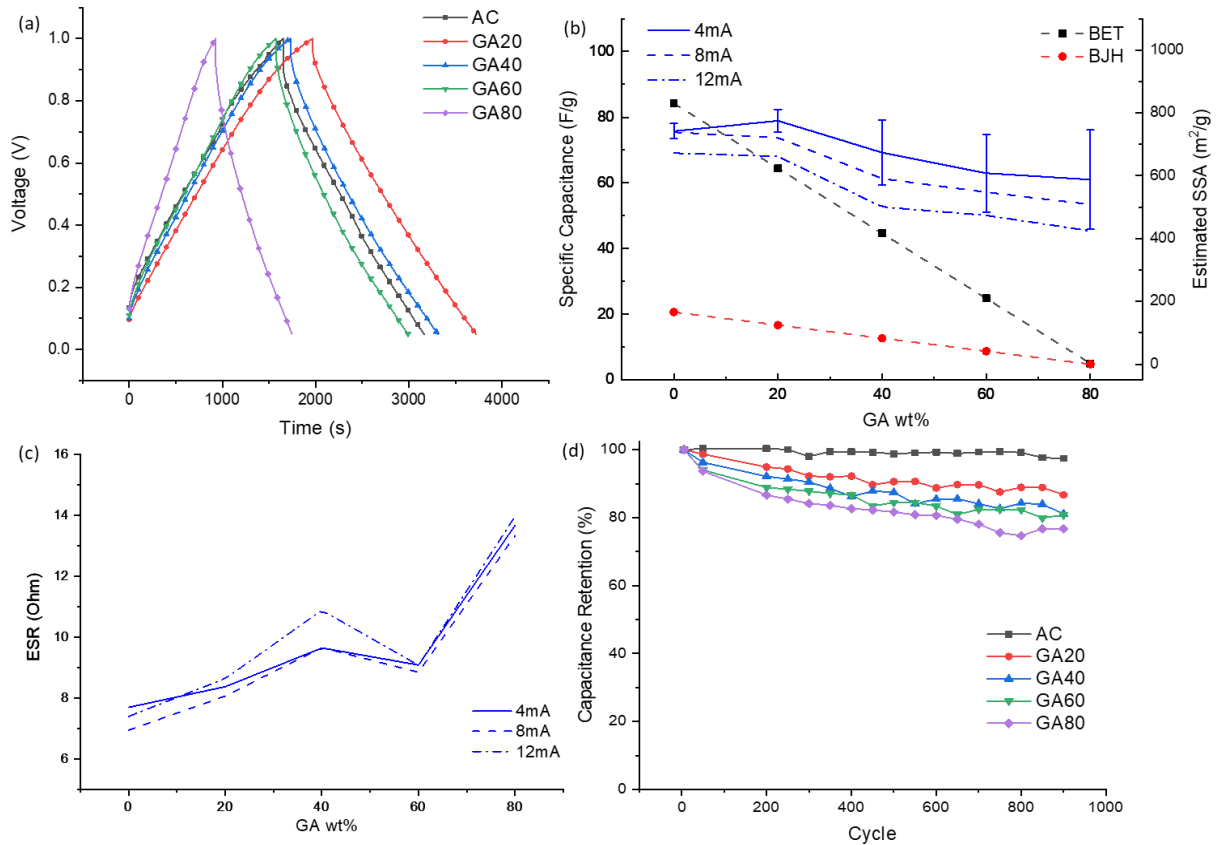 (a)
AC
GA20
GA40
GA60
GA80
1.0
0.8
0.6
0.4
0.2
0.0
Voltage (V)
0 1000 2000 3000 4000
Time (s)
(b)
4mA
8mA
12mA
BET
BJH
100
80
60
40
20
0
Specific Capacitance (F/g)
1000
800
600
400
200
0
Estimated SSA (m²/g)
0 20 40 60 80
GA wt%
(c)
16
14
12
10
8
6
ESR (Ohm)
4mA
8mA
12mA
0 20 40 60 80
GA wt%
(d)
100
80
60
40
20
0
Capacitance Retention (%)
AC
GA20
GA40
GA60
GA80
0 200 400 600 800 1000
Cycle